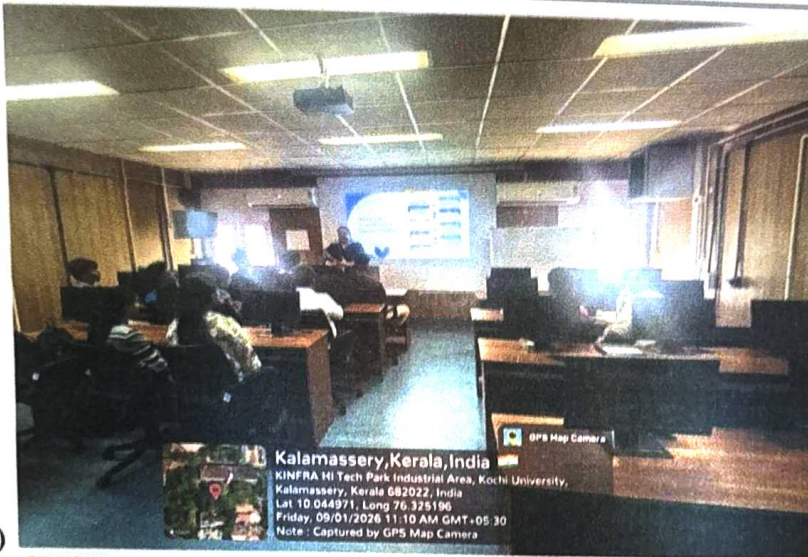 GPS Map Camera
Kalamassery,Kerala,India
KINFRA HI Tech Park Industrial Area, Kochi University,
Kalamassery, Kerala 682022, India
Lat 10.044971, Long 76.325196
Friday, 09/01/2026 11:10 AM GMT+05:30
Note : Captured by GPS Map Camera
)